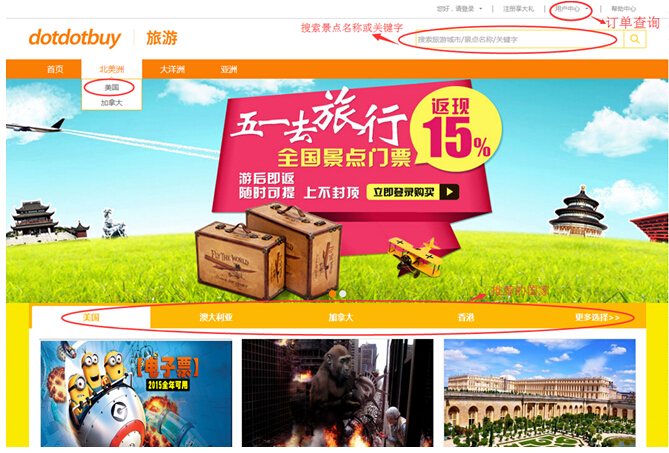 您好，请登录
注册拿大礼
用户中心
帮助中心
订单查询
dotdotbuy 旅游
搜索景点名称或关键字
搜索旅游城市/景点名称/关键字
首页
北美洲
大洋洲
亚洲
美国
加拿大
五一去旅行
返现
15%
全国景点门票
游后即返
随时可提 上不封顶
立即登录购买
FLY THE WORLD
美国
澳大利亚
加拿大
香港
更多选择>>
【电子票】
2015全年可用